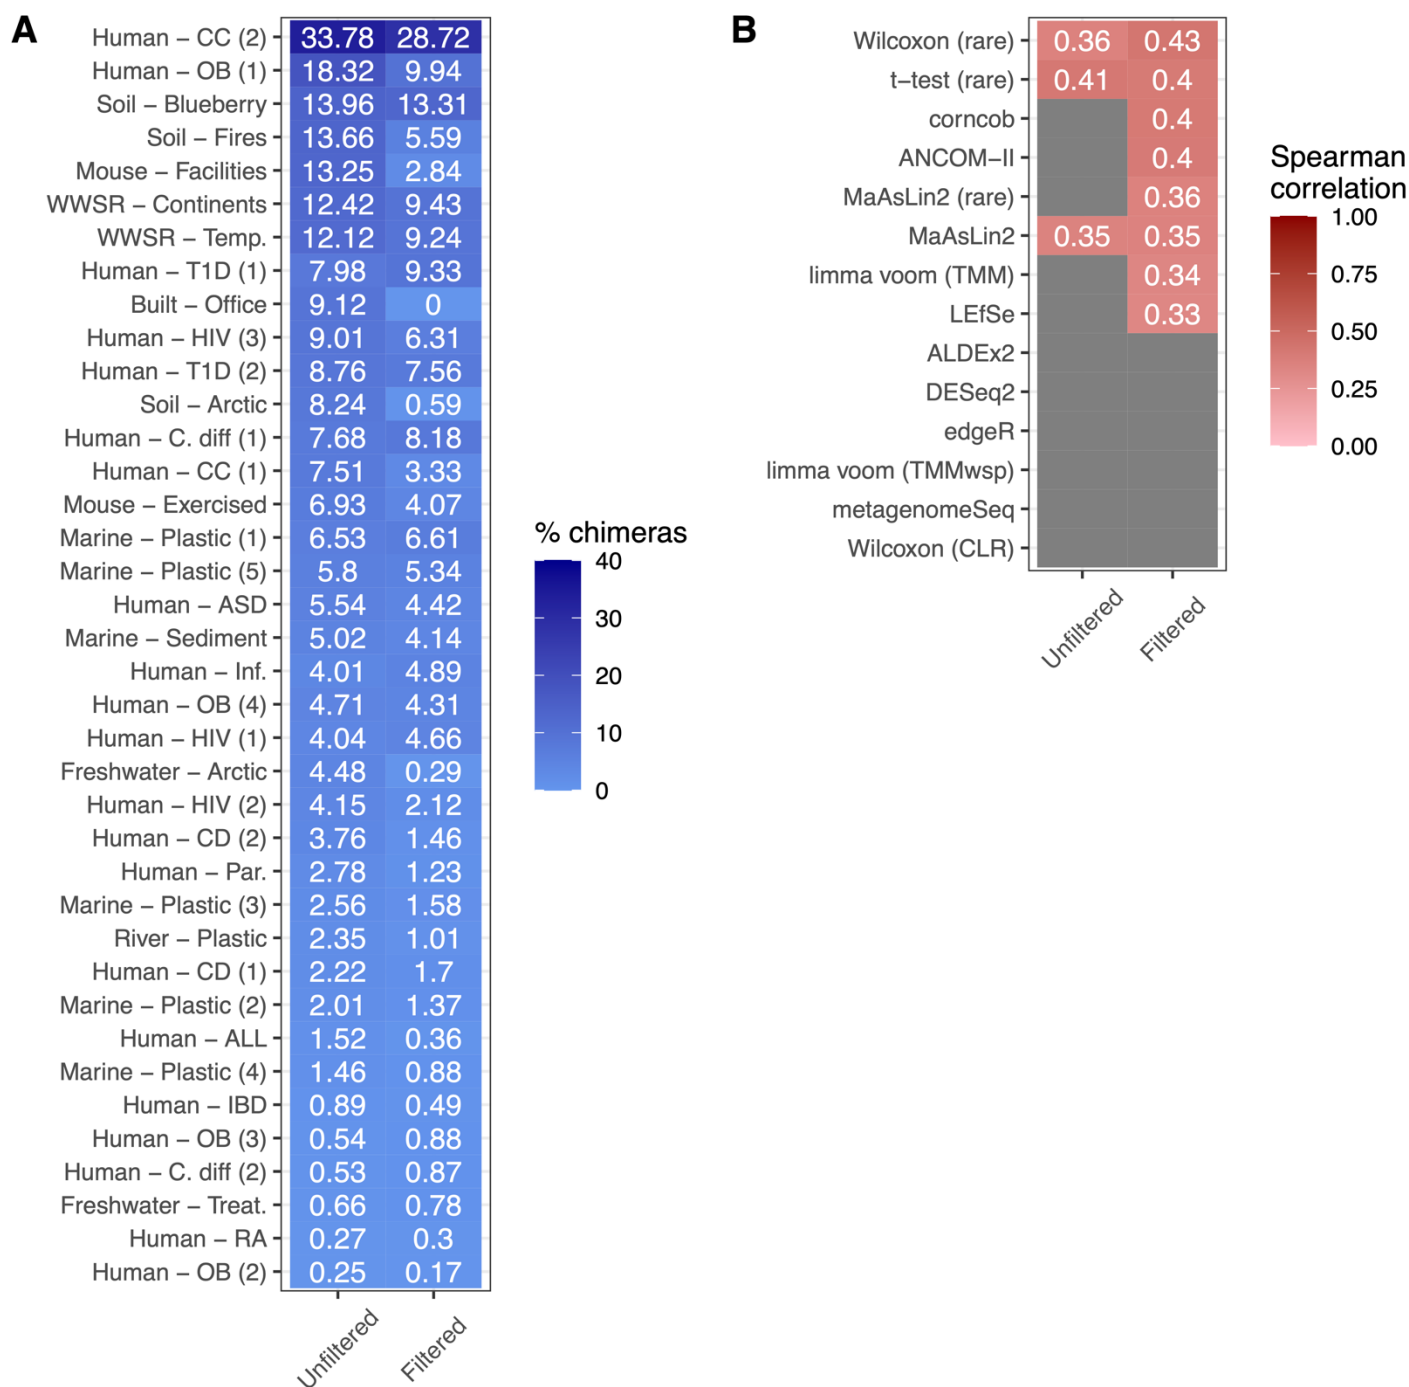 A
Human – CC (2) 33.78 28.72
Human – OB (1) 18.32 9.94
Soil – Blueberry 13.96 13.31
Soil – Fires 13.66 5.59
Mouse – Facilities 13.25 2.84
WWSR – Continents 12.42 9.43
WWSR – Temp. 12.12 9.24
Human – T1D (1) 7.98 9.33
Built – Office 9.12 0
Human – HIV (3) 9.01 6.31
Human – T1D (2) 8.76 7.56
Soil – Arctic 8.24 0.59
Human – C. diff (1) 7.68 8.18
Human – CC (1) 7.51 3.33
Mouse – Exercised 6.93 4.07
Marine – Plastic (1) 6.53 6.61
Marine – Plastic (5) 5.8 5.34
Human – ASD 5.54 4.42
Marine – Sediment 5.02 4.14
Human – Inf. 4.01 4.89
Human – OB (4) 4.71 4.31
Human – HIV (1) 4.04 4.66
Freshwater – Arctic 4.48 0.29
Human – HIV (2) 4.15 2.12
Human – CD (2) 3.76 1.46
Human – Par. 2.78 1.23
Marine – Plastic (3) 2.56 1.58
River – Plastic 2.35 1.01
Human – CD (1) 2.22 1.7
Marine – Plastic (2) 2.01 1.37
Human – ALL 1.52 0.36
Marine – Plastic (4) 1.46 0.88
Human – IBD 0.89 0.49
Human – OB (3) 0.54 0.88
Human – C. diff (2) 0.53 0.87
Freshwater – Treat. 0.66 0.78
Human – RA 0.27 0.3
Human – OB (2) 0.25 0.17
Unfiltered Filtered
% chimeras
40
30
20
10
0
B
Wilcoxon (rare) 0.36 0.43
t–test (rare) 0.41 0.4
corncob 0.4
ANCOM–II 0.4
MaAsLin2 (rare) 0.36
MaAsLin2 0.35 0.35
limma voom (TMM) 0.34
LEfSe 0.33
ALDEx2
DESeq2
edgeR
limma voom (TMMwsp)
metagenomeSeq
Wilcoxon (CLR)
Unfiltered Filtered
Spearman
correlation
1.00
0.75
0.50
0.25
0.00